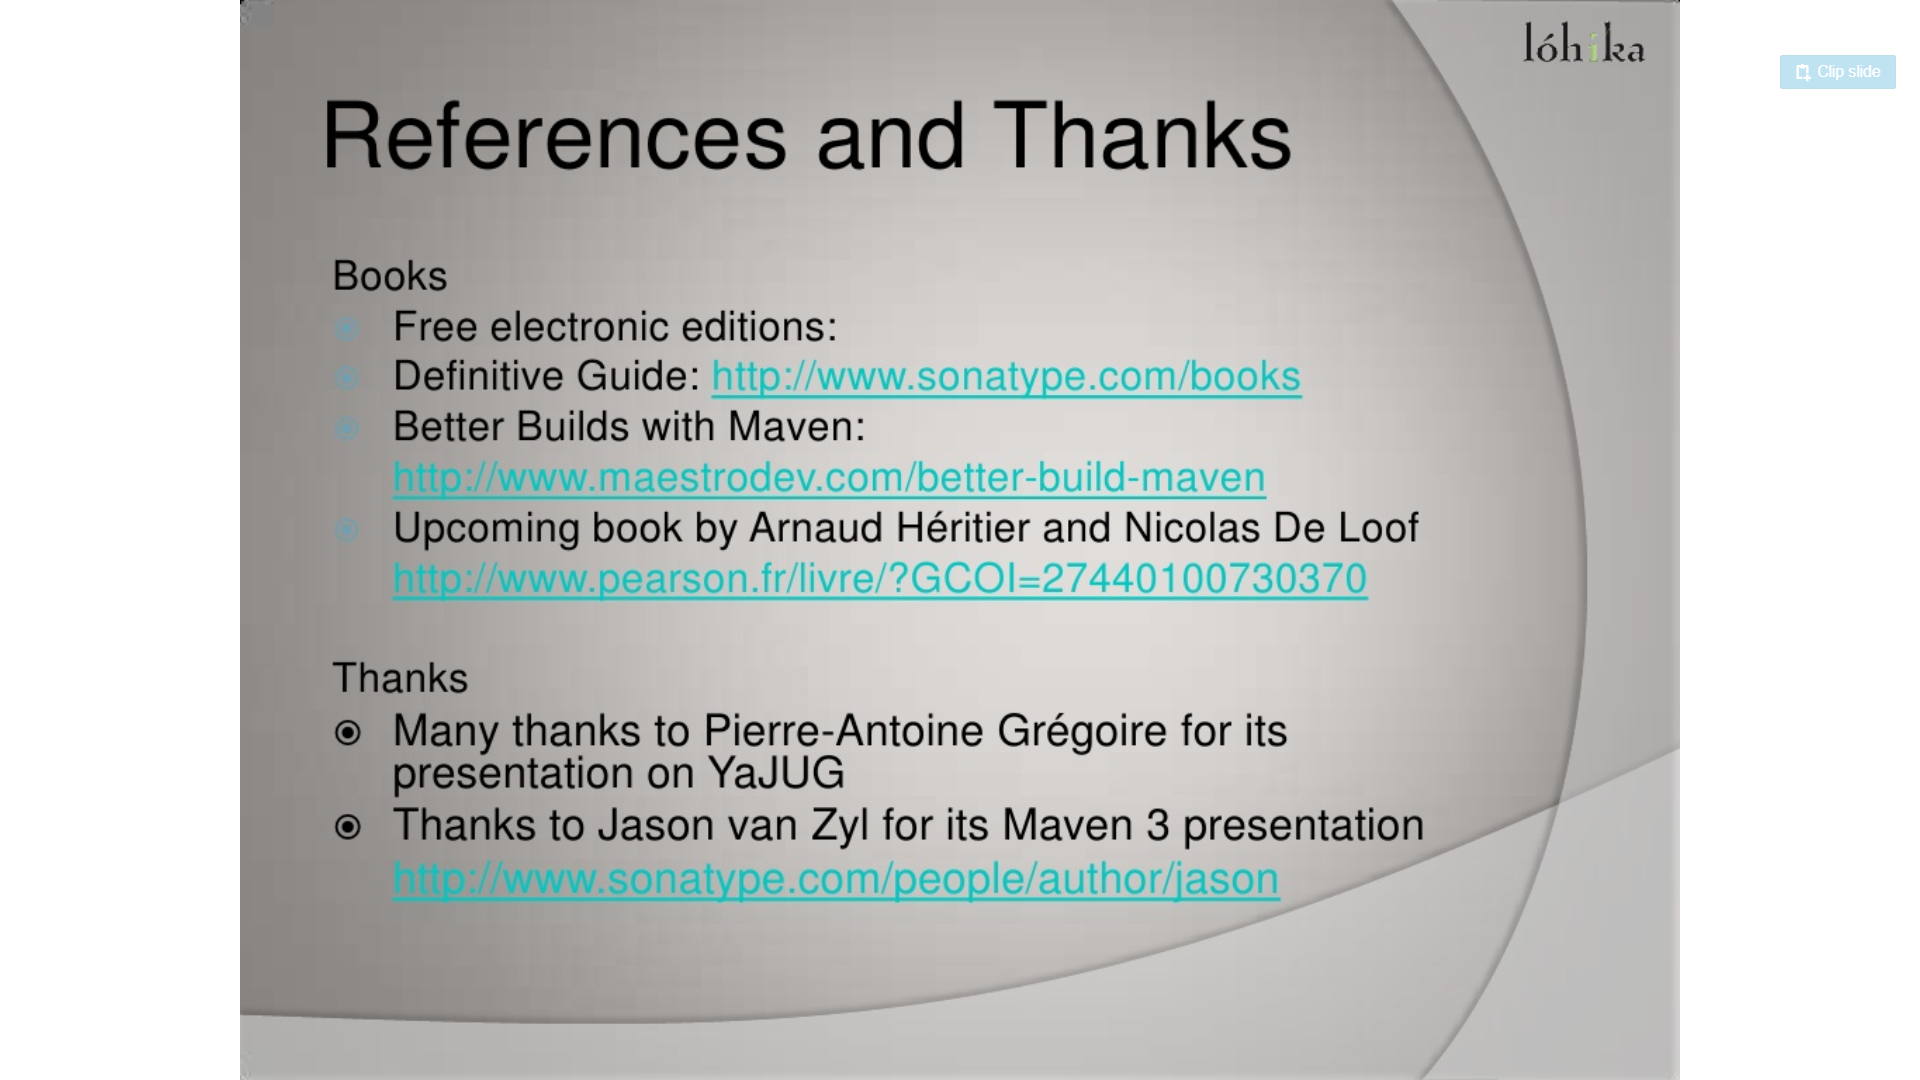 lóhika
Clip slide
References and Thanks
Books
Free electronic editions:
Definitive Guide: http://www.sonatype.com/books
Better Builds with Maven:
http://www.maestrodev.com/better-build-maven
Upcoming book by Arnaud Héritier and Nicolas De Loof
http://www.pearson.fr/livre/?GCOI=27440100730370
Thanks
Many thanks to Pierre-Antoine Grégoire for its
presentation on YaJUG
Thanks to Jason van Zyl for its Maven 3 presentation
http://www.sonatype.com/people/author/jason